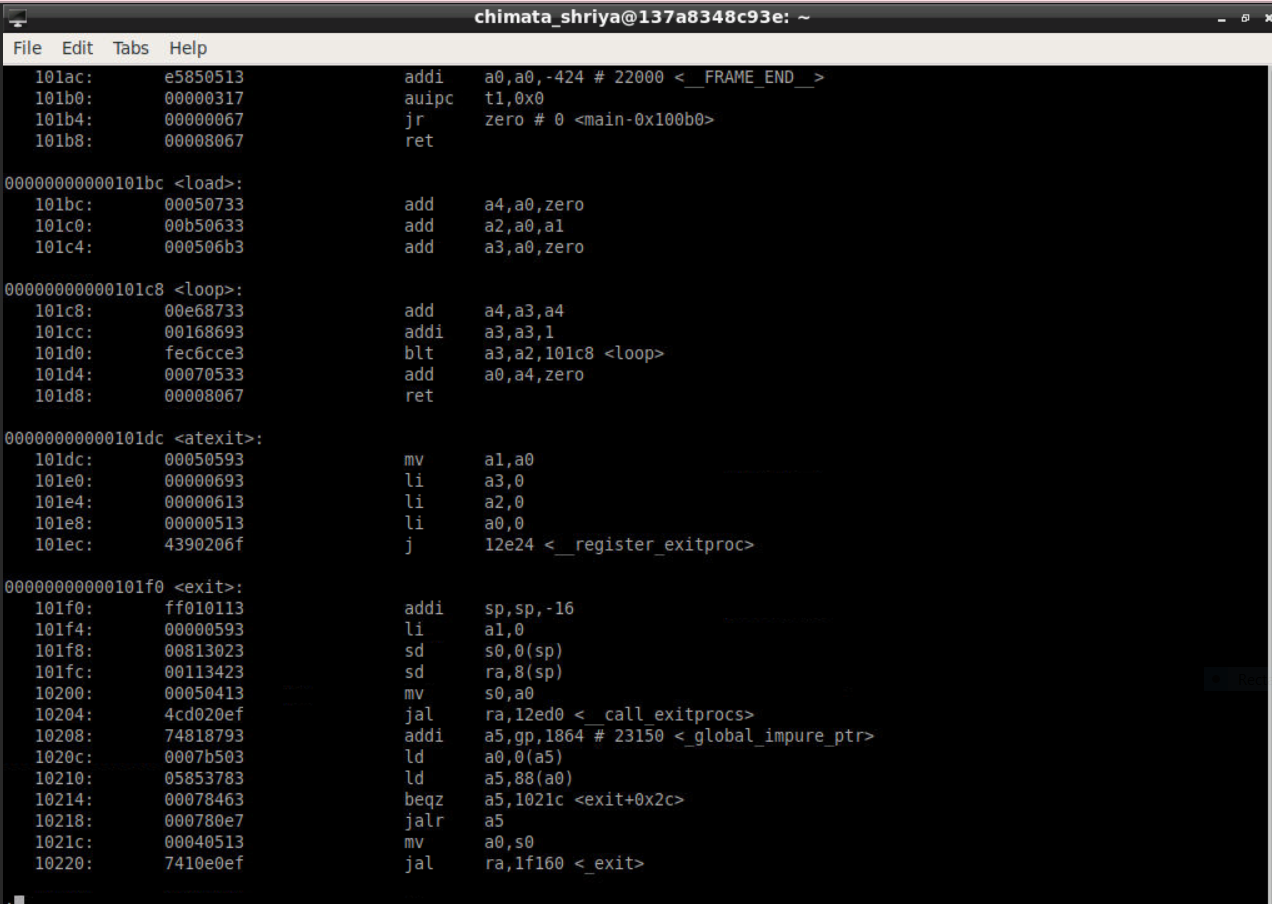 chimata_shriya@137a8348c93e: ~
File Edit Tabs Help
101ac: e5850513 addi a0,a0,-424 # 22000 <__FRAME_END__>
101b0: 00000317 auipc t1,0x0
101b4: 00000067 jr zero # 0 <main-0x100b0>
101b8: 00008067 ret
00000000000101bc <load>:
101bc: 00050733 add a4,a0,zero
101c0: 00b50633 add a2,a0,a1
101c4: 000506b3 add a3,a0,zero
00000000000101c8 <loop>:
101c8: 00e68733 add a4,a3,a4
101cc: 00168693 addi a3,a3,1
101d0: fec6cce3 blt a3,a2,101c8 <loop>
101d4: 00070533 add a0,a4,zero
101d8: 00008067 ret
00000000000101dc <atexit>:
101dc: 00050593 mv a1,a0
101e0: 00000693 li a3,0
101e4: 00000613 li a2,0
101e8: 00000513 li a0,0
101ec: 4390206f j 12e24 <__register_exitproc>
00000000000101f0 <exit>:
101f0: ff010113 addi sp,sp,-16
101f4: 00000593 li a1,0
101f8: 00813023 sd s0,0(sp)
101fc: 00113423 sd ra,8(sp)
10200: 00050413 mv s0,a0
10204: 4cd020ef jal ra,12ed0 <__call_exitprocs>
10208: 74818793 addi a5,gp,1864 # 23150 <_global_impure_ptr>
1020c: 0007b503 ld a0,0(a5)
10210: 05853783 ld a5,88(a0)
10214: 00078463 beqz a5,1021c <exit+0x2c>
10218: 000780e7 jalr a5
1021c: 00040513 mv a0,s0
10220: 7410e0ef jal ra,1f160 <_exit>
: